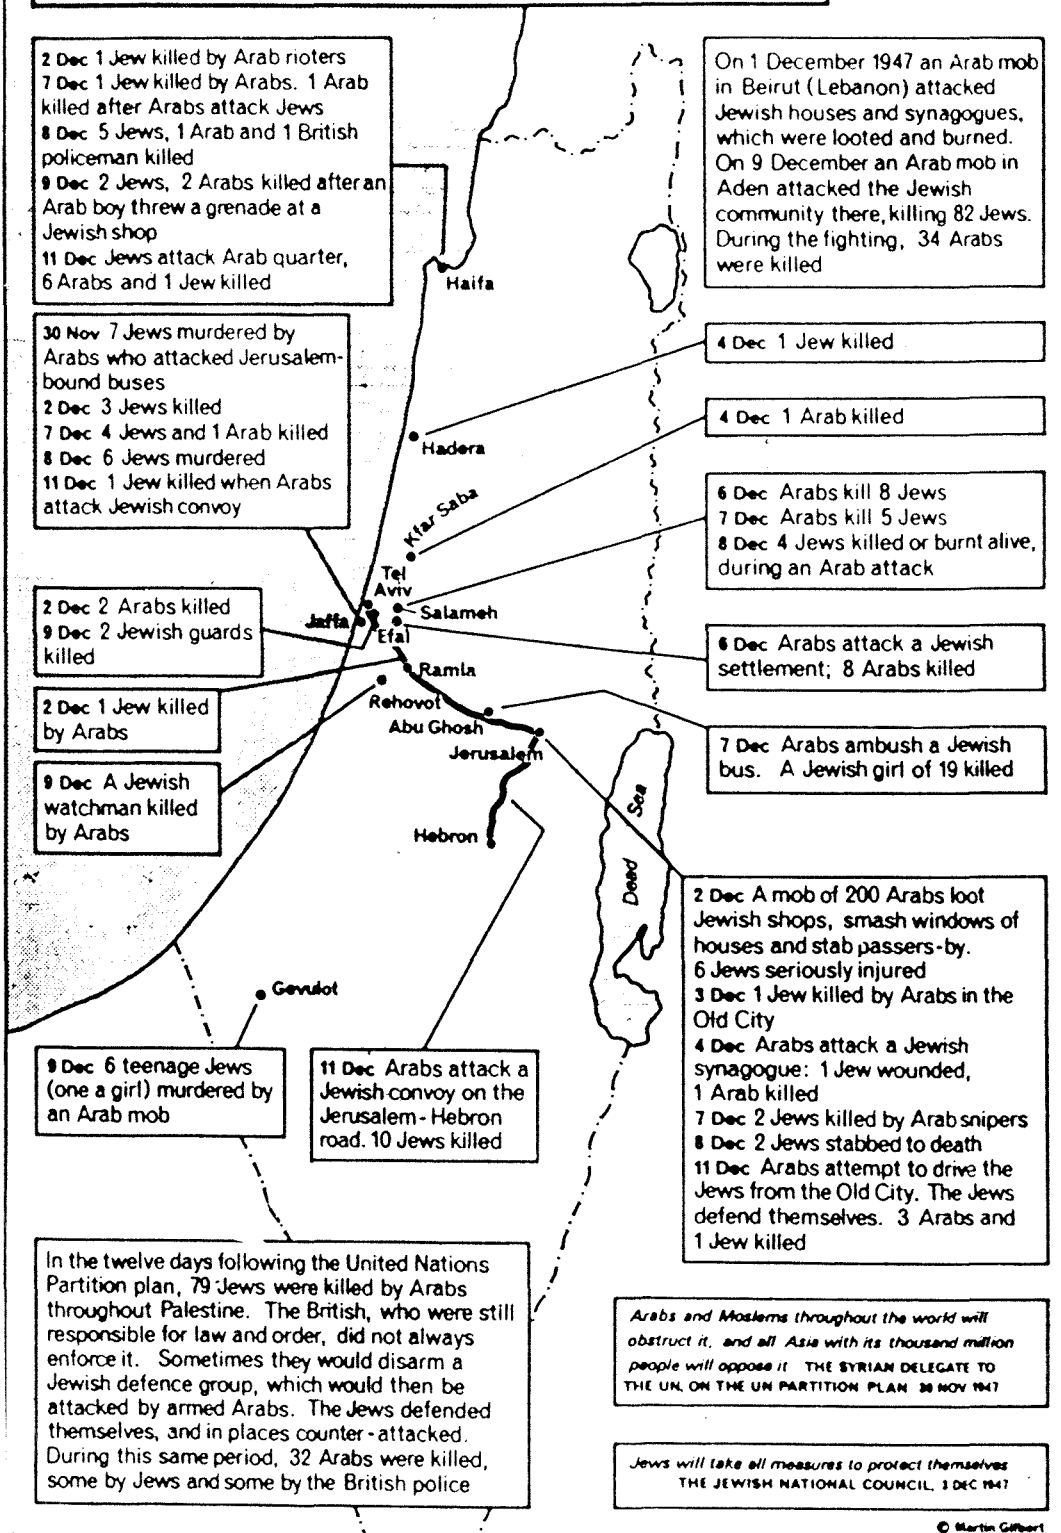 2 Dec 1 Jew killed by Arab rioters
7 Dec 1 Jew killed by Arabs. 1 Arab
killed after Arabs attack Jews
8 Dec 5 Jews, 1 Arab and 1 British
policeman killed
9 Dec 2 Jews, 2 Arabs killed after an
Arab boy threw a grenade at a
Jewish shop
11 Dec Jews attack Arab quarter,
6 Arabs and 1 Jew killed
On 1 December 1947 an Arab mob
in Beirut (Lebanon) attacked
Jewish houses and synagogues,
which were looted and burned.
On 9 December an Arab mob in
Aden attacked the Jewish
community there, killing 82 Jews.
During the fighting, 34 Arabs
were killed
Haifa
30 Nov 7 Jews murdered by
Arabs who attacked Jerusalem-
bound buses
2 Dec 3 Jews killed
7 Dec 4 Jews and 1 Arab killed
8 Dec 6 Jews murdered
11 Dec 1 Jew killed when Arabs
attack Jewish convoy
4 Dec 1 Jew killed
Hadera
4 Dec 1 Arab killed
Kfar Saba
6 Dec Arabs kill 8 Jews
7 Dec Arabs kill 5 Jews
8 Dec 4 Jews killed or burnt alive,
during an Arab attack
Tel
Aviv
Jaffa
Salameh
Efal
2 Dec 2 Arabs killed
9 Dec 2 Jewish guards
killed
6 Dec Arabs attack a Jewish
settlement; 8 Arabs killed
Ramla
Rehovot
Abu Ghosh
Jerusalem
2 Dec 1 Jew killed
by Arabs
7 Dec Arabs ambush a Jewish
bus. A Jewish girl of 19 killed
9 Dec A Jewish
watchman killed
by Arabs
Hebron
Dead Sea
2 Dec A mob of 200 Arabs loot
Jewish shops, smash windows of
houses and stab passers-by.
6 Jews seriously injured
3 Dec 1 Jew killed by Arabs in the
Old City
4 Dec Arabs attack a Jewish
synagogue: 1 Jew wounded,
1 Arab killed
7 Dec 2 Jews killed by Arab snipers
8 Dec 2 Jews stabbed to death
11 Dec Arabs attempt to drive the
Jews from the Old City. The Jews
defend themselves. 3 Arabs and
1 Jew killed
Gevulot
9 Dec 6 teenage Jews
(one a girl) murdered by
an Arab mob
11 Dec Arabs attack a
Jewish convoy on the
Jerusalem - Hebron
road. 10 Jews killed
In the twelve days following the United Nations
Partition plan, 79 Jews were killed by Arabs
throughout Palestine. The British, who were still
responsible for law and order, did not always
enforce it. Sometimes they would disarm a
Jewish defence group, which would then be
attacked by armed Arabs. The Jews defended
themselves, and in places counter-attacked.
During this same period, 32 Arabs were killed,
some by Jews and some by the British police
Arabs and Moslems throughout the world will
obstruct it, and all Asia with its thousand million
people will oppose it THE SYRIAN DELEGATE TO
THE UN, ON THE UN PARTITION PLAN 30 NOV 1947
Jews will take all measures to protect themselves
THE JEWISH NATIONAL COUNCIL, 3 DEC 1947
© Martin Gilbert